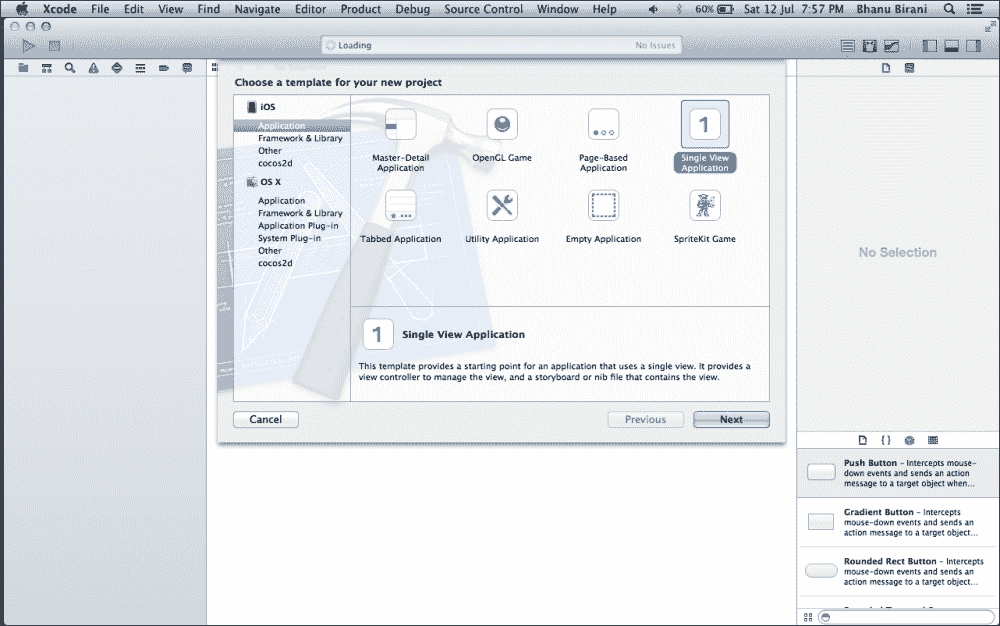 Xcode File Edit View Find Navigate Editor Product Debug Source Control Window Help 60% Sat 12 Jul 7:57 PM Bhanu Birani
Loading No Issues
Choose a template for your new project
iOS
Application
Framework & Library
Other
cocos2d
OS X
Application
Framework & Library
Application Plug-in
System Plug-in
Other
cocos2d
Master-Detail
Application
OpenGL Game
Page-Based
Application
1
Single View
Application
Tabbed Application
Utility Application
Empty Application
SpriteKit Game
1
Single View Application
This template provides a starting point for an application that uses a single view. It provides a
view controller to manage the view, and a storyboard or nib file that contains the view.
Cancel
Previous
Next
No Selection
{ }
Push Button - Intercepts mouse-
down events and sends an action
message to a target object when...
Gradient Button - Intercepts
mouse-down events and sends an
action message to a target object...
Rounded Rect Button - Intercepts
mouse-down events and sends an
action message to a target object...